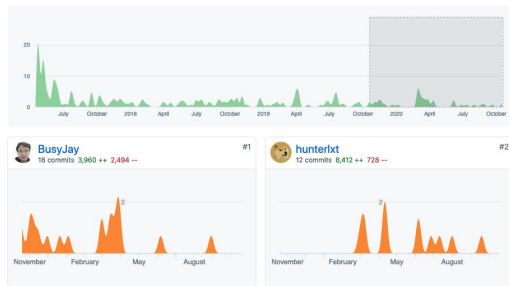 20
10
0
July October 2018 April July October 2019 April July October 2020 April July October
BusyJay #1
18 commits 3,960 ++ 2,494 --
2
November February May August
hunterlxt #2
12 commits 8,412 ++ 728 --
2
November February May August